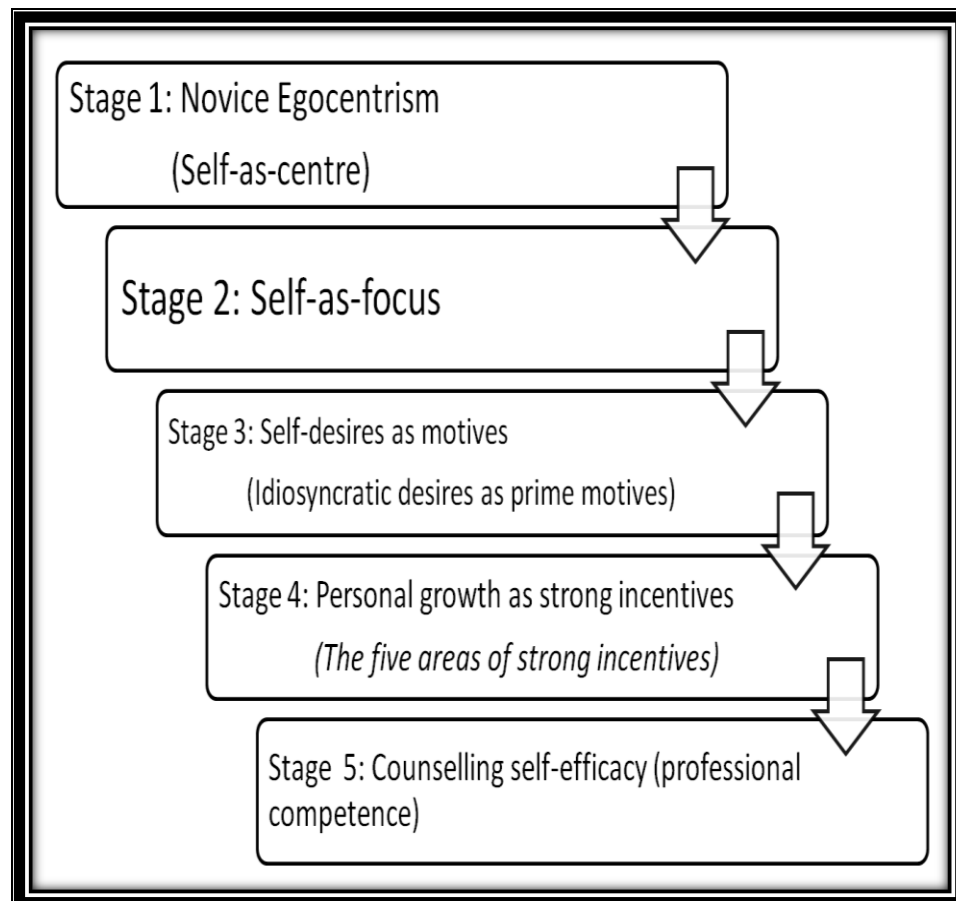 Stage 1: Novice Egocentrism
(Self-as-centre)
Stage 2: Self-as-focus
Stage 3: Self-desires as motives
(Idiosyncratic desires as prime motives)
Stage 4: Personal growth as strong incentives
(The five areas of strong incentives)
Stage 5: Counselling self-efficacy (professional
competence)